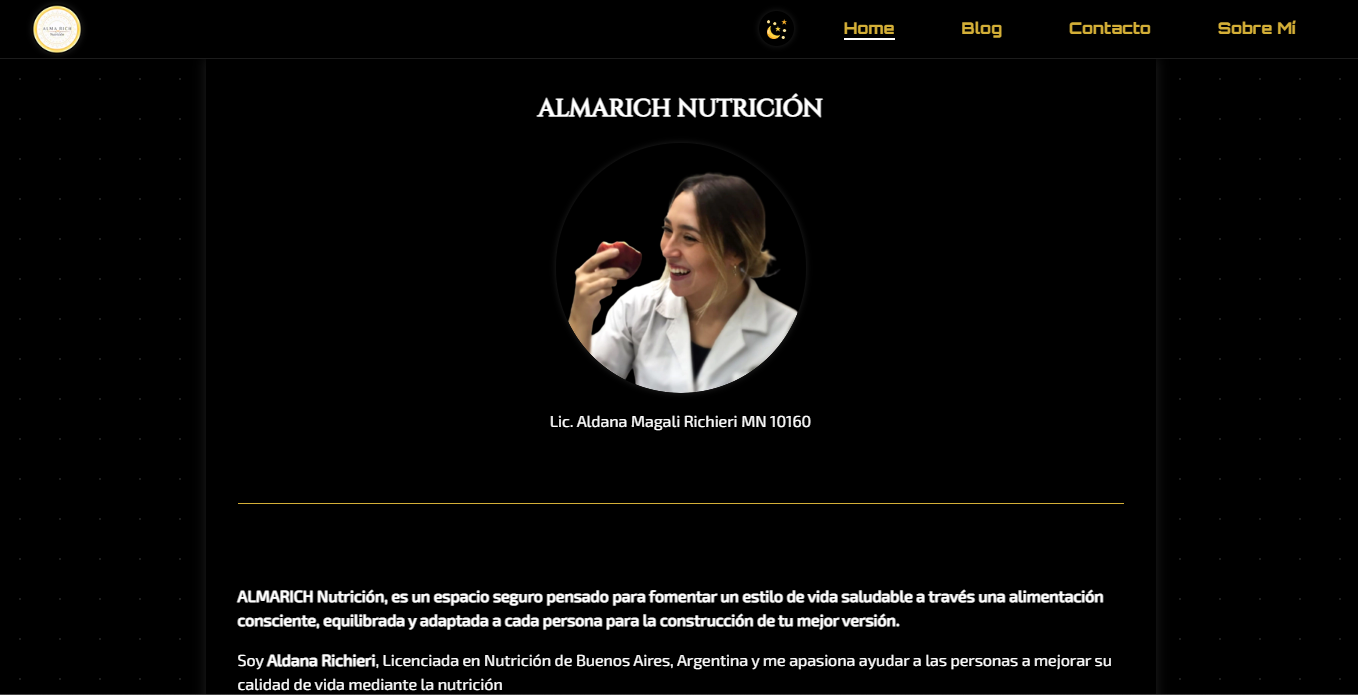 ALMA RICH
Home
Blog
Contacto
Sobre Mí
ALMARICH NUTRICIÓN
Lic. Aldana Magali Richieri MN 10160
ALMARICH Nutrición, es un espacio seguro pensado para fomentar un estilo de vida saludable a través una alimentación
consciente, equilibrada y adaptada a cada persona para la construcción de tu mejor versión.
Soy Aldana Richieri, Licenciada en Nutrición de Buenos Aires, Argentina y me apasiona ayudar a las personas a mejorar su
calidad de vida mediante la nutrición